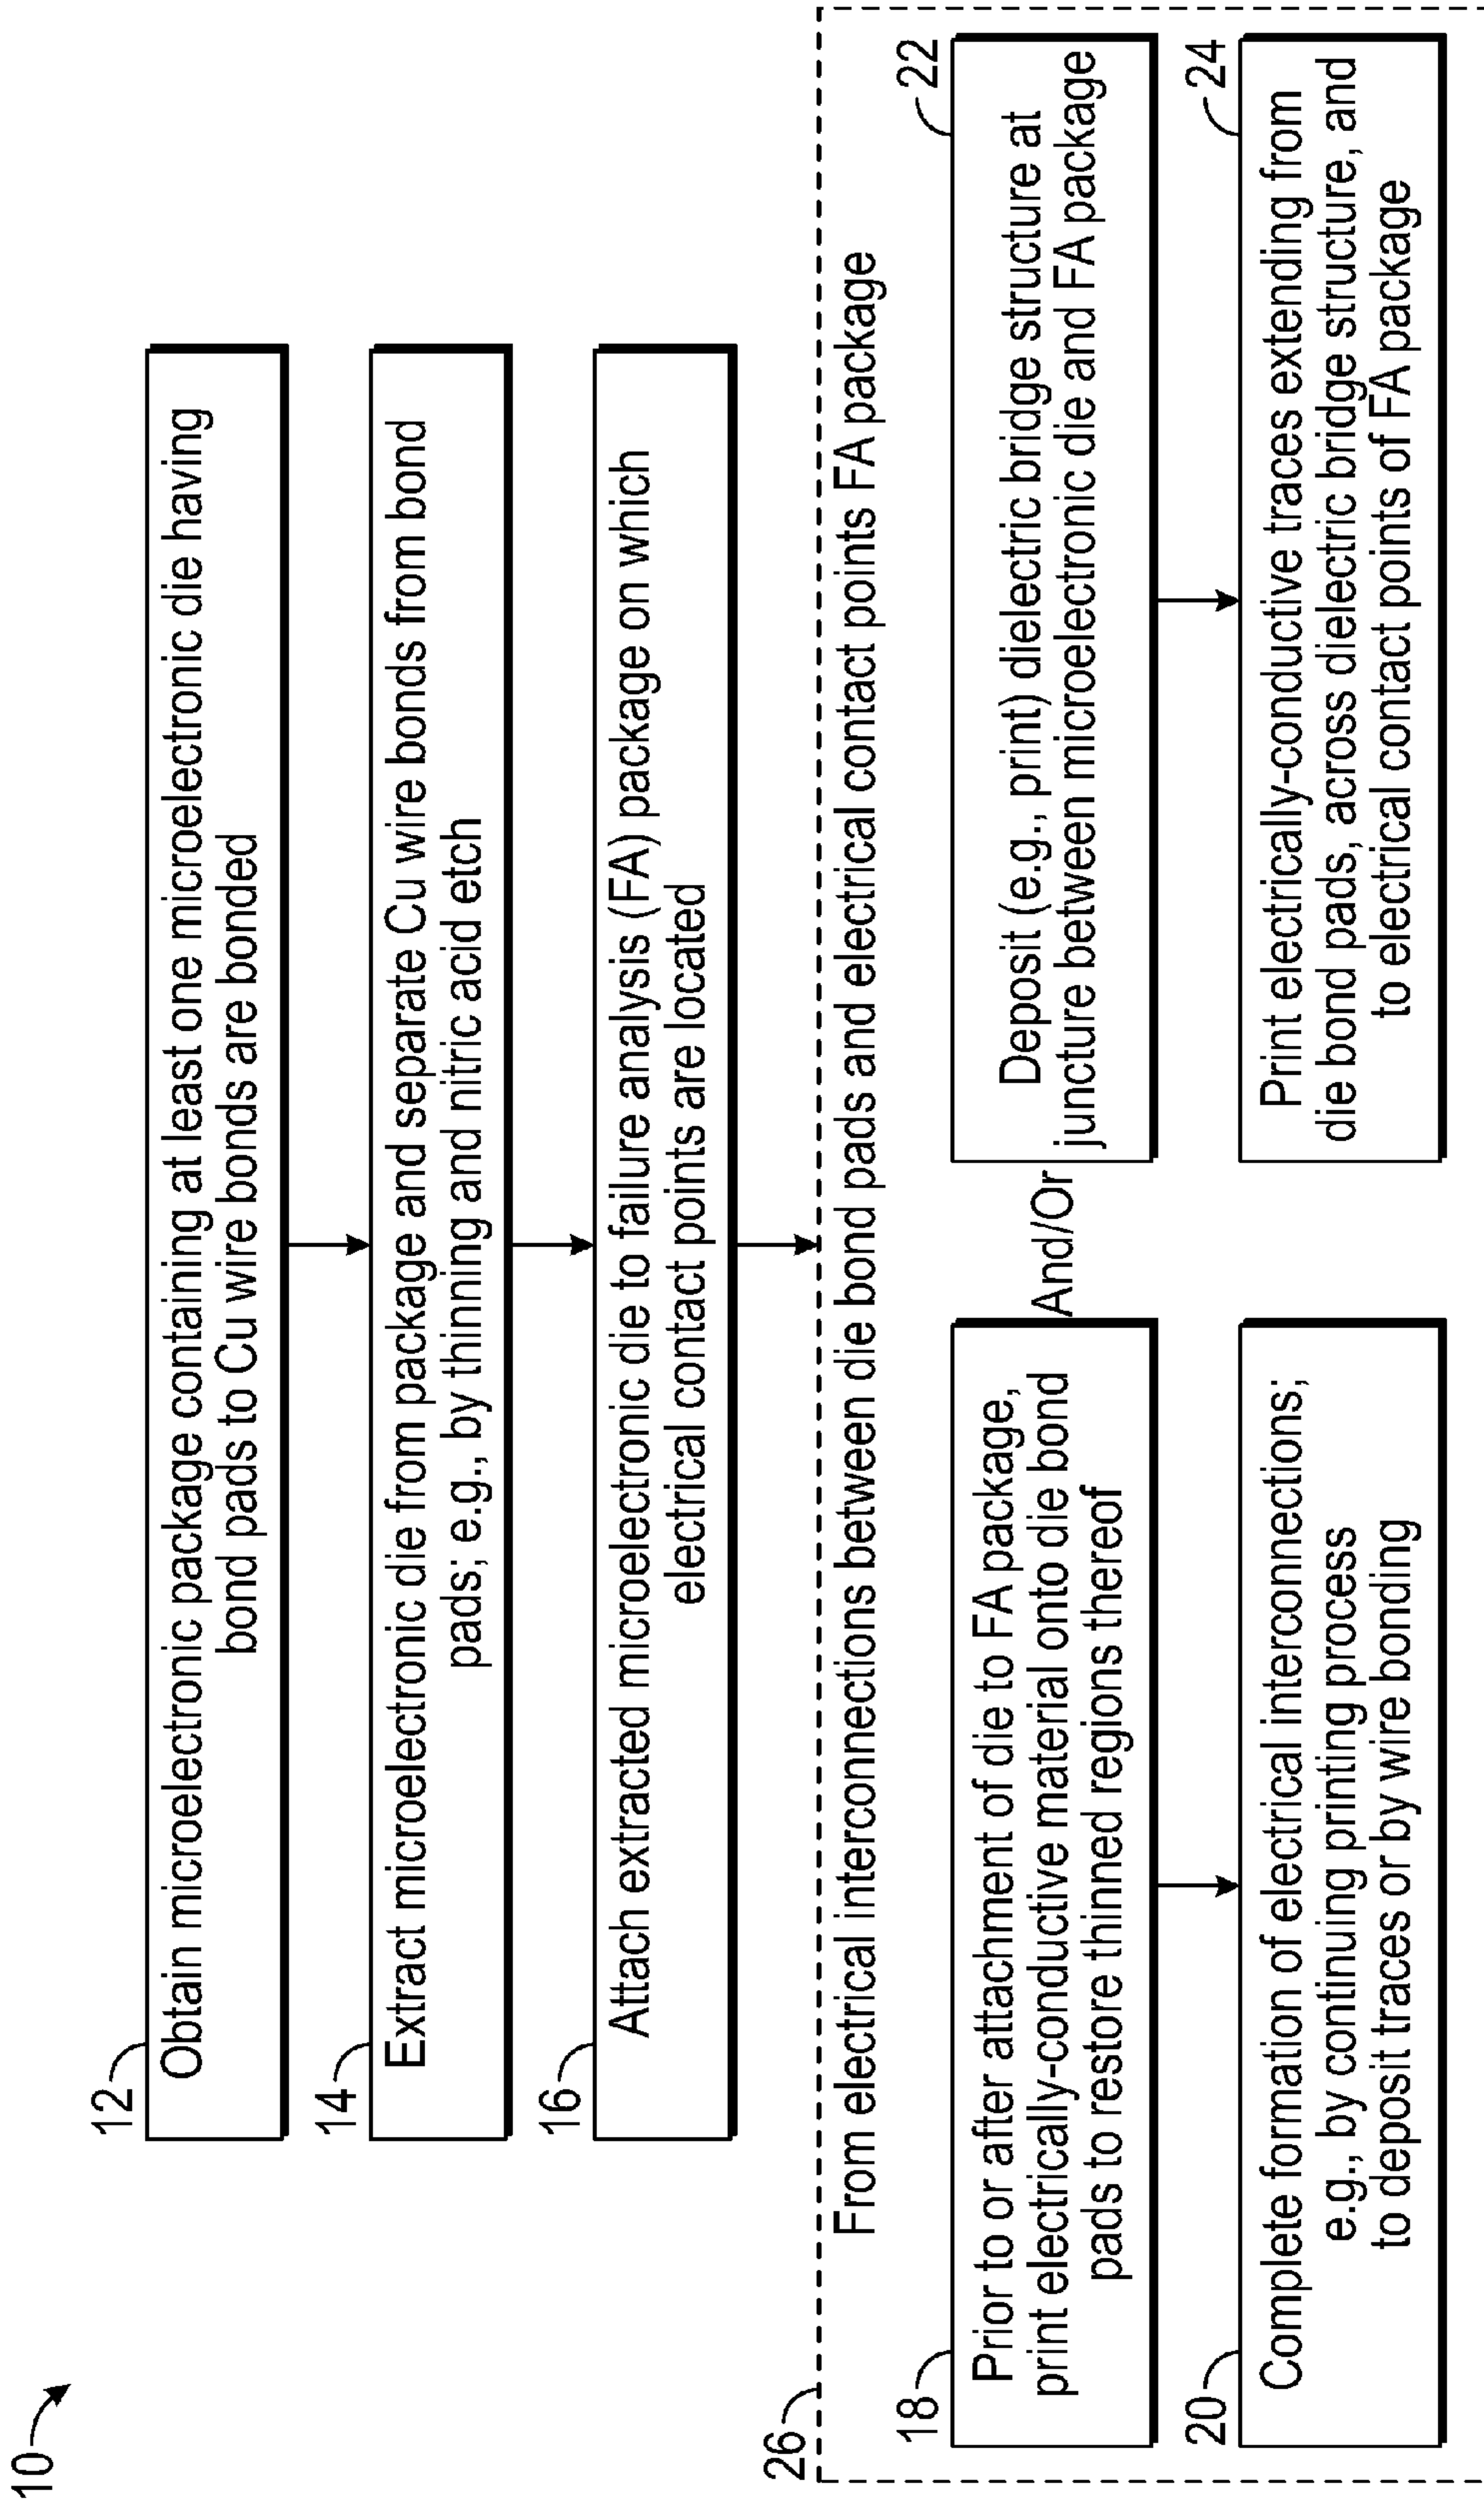 10
12
Obtain microelectronic package containing at least one microelectronic die having
bond pads to Cu wire bonds are bonded
14
Extract microelectronic die from package and separate Cu wire bonds from bond
pads; e.g., by thinning and nitric acid etch
16
Attach extracted microelectronic die to failure analysis (FA) package on which
electrical contact points are located
26
From electrical interconnections between die bond pads and electrical contact points FA package
18
Prior to or after attachment of die to FA package,
print electrically-conductive material onto die bond
pads to restore thinned regions thereof
And/Or
22
Deposit (e.g., print) dielectric bridge structure at
juncture between microelectronic die and FA package
20
Complete formation of electrical interconnections;
e.g., by continuing printing process
to deposit traces or by wire bonding
24
Print electrically-conductive traces extending from
die bond pads, across dielectric bridge structure, and
to electrical contact points of FA package